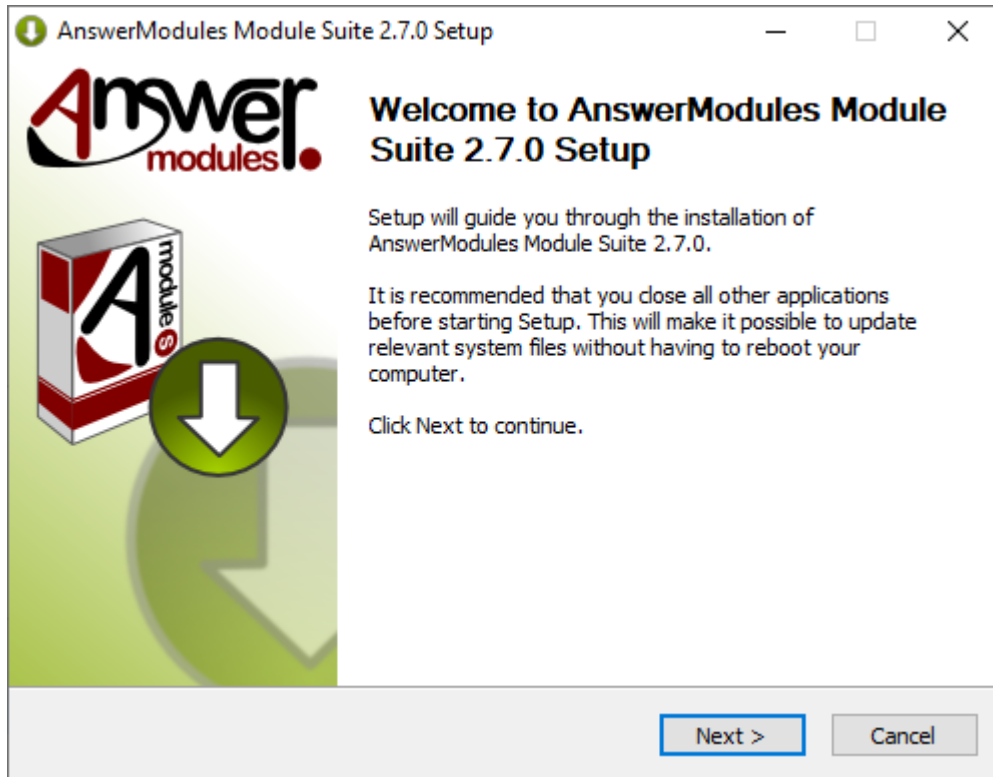 AnswerModules Module Suite 2.7.0 Setup
Answer
modules
Welcome to AnswerModules Module
Suite 2.7.0 Setup
Setup will guide you through the installation of
AnswerModules Module Suite 2.7.0.
It is recommended that you close all other applications
before starting Setup. This will make it possible to update
relevant system files without having to reboot your
computer.
Click Next to continue.
A
module s
Next >
Cancel